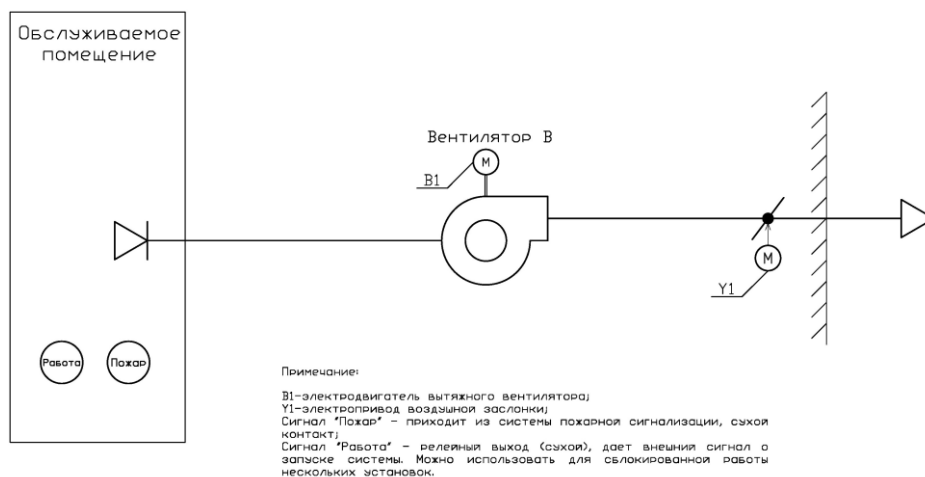 Обслуживаемое
помещение
Вентилятор В
М
В1
М
Y1
Работа
Пожар
Примечание:
В1-электродвигатель вытяжного вентилятора;
Y1-электропривод воздушной заслонки;
Сигнал "Пожар" - приходит из системы пожарной сигнализации, сухой
контакт;
Сигнал "Работа" - релейный выход (сухой), дает внешний сигнал о
запуске системы. Можно использовать для сблокированной работы
нескольких установок.